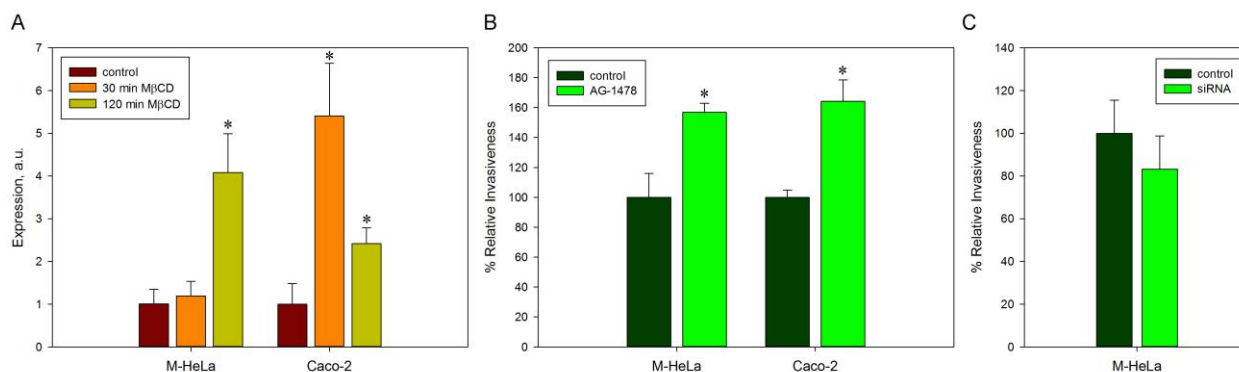 A
Expression, a.u.
7
6
5
4
3
2
1
0
control
30 min MβCD
120 min MβCD
*
*
*
M-HeLa
Caco-2
B
% Relative Invasiveness
200
180
160
140
120
100
80
60
40
20
0
control
AG-1478
*
*
M-HeLa
Caco-2
C
% Relative Invasiveness
140
120
100
80
60
40
20
0
control
siRNA
M-HeLa